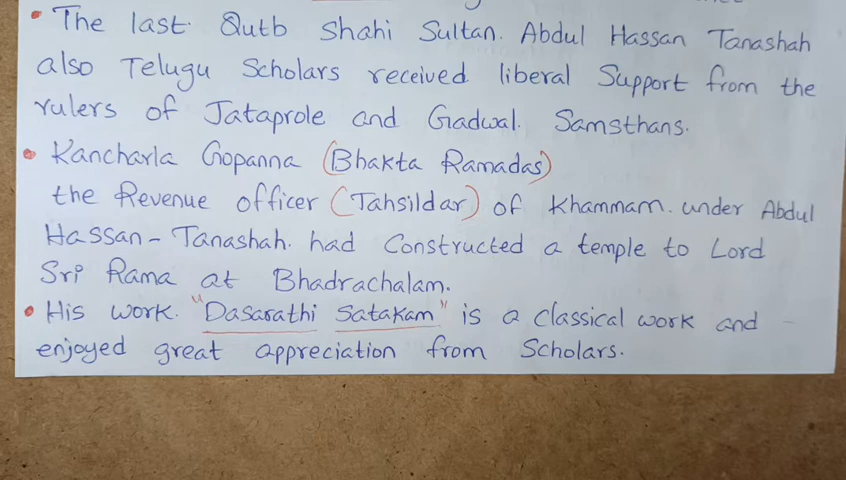 • The last Qutb Shahi Sultan. Abdul Hassan Tanashah
also Telugu Scholars received liberal Support from the
rulers of Jataprole and Gadwal. Samsthans.
• Kancharla Gopanna (Bhakta Ramadas)
the Revenue officer (Tahsildar) of Khammam. under Abdul
Hassan - Tanashah. had Constructed a temple to Lord
Sri Rama at Bhadrachalam.
• His work. "Dasarathi Satakam" is a classical work and
enjoyed great appreciation from Scholars.